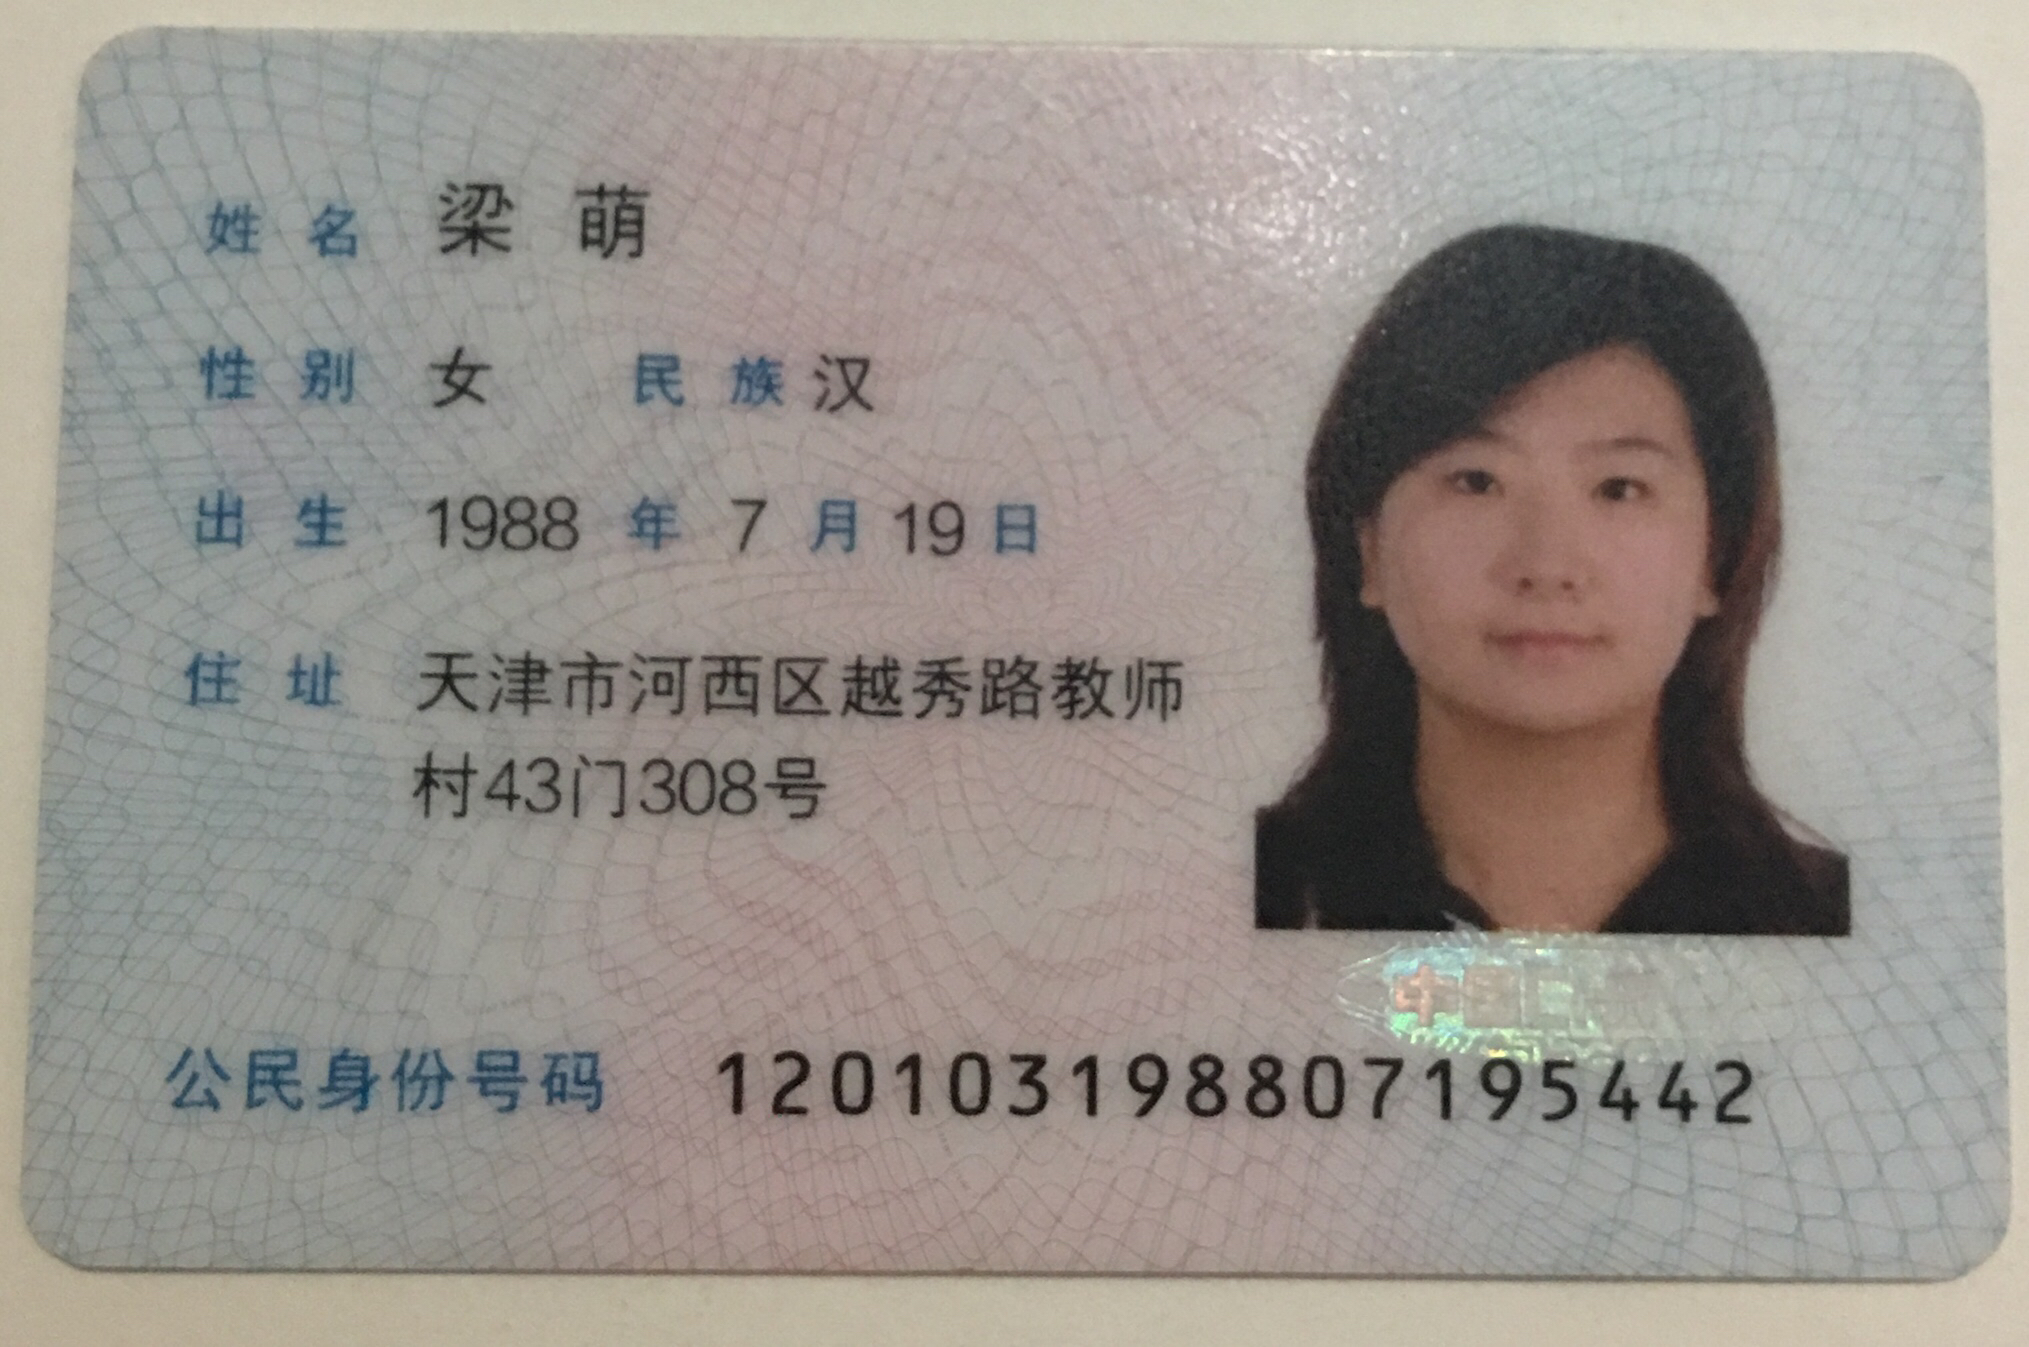 姓名 梁萌
性别 女 民族 汉
出生 1988 年 7 月 19 日
住址 天津市河西区越秀路教师
村43门308号
公民身份号码 120103198807195442